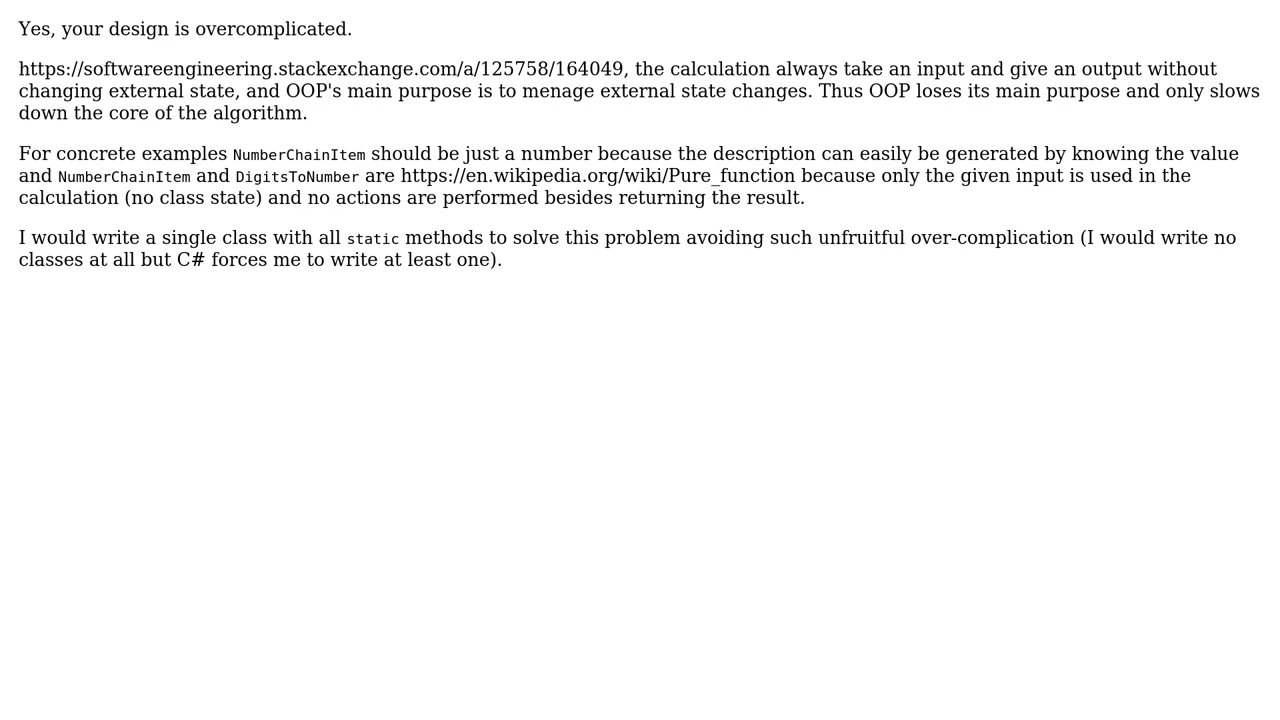 Yes, your design is overcomplicated.
https://softwareengineering.stackexchange.com/a/125758/164049, the calculation always take an input and give an output without
changing external state, and OOP's main purpose is to menage external state changes. Thus OOP loses its main purpose and only slows
down the core of the algorithm.
For concrete examples NumberChainItem should be just a number because the description can easily be generated by knowing the value
and NumberChainItem and DigitsToNumber are https://en.wikipedia.org/wiki/Pure_function because only the given input is used in the
calculation (no class state) and no actions are performed besides returning the result.
I would write a single class with all static methods to solve this problem avoiding such unfruitful over-complication (I would write no
classes at all but C# forces me to write at least one).